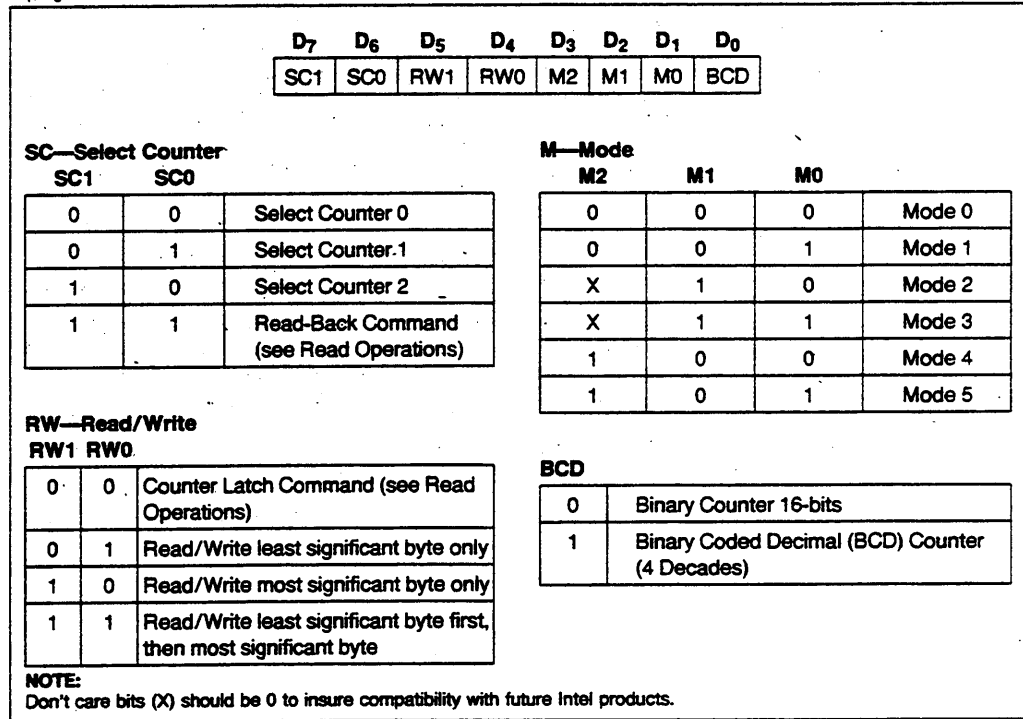 D7 D6 D5 D4 D3 D2 D1 D0
SC1 SC0 RW1 RW0 M2 M1 M0 BCD
SC—Select Counter
SC1 SC0
0 0 Select Counter 0
0 1 Select Counter 1
1 0 Select Counter 2
1 1 Read-Back Command
(see Read Operations)
RW—Read/Write
RW1 RW0
0 0 Counter Latch Command (see Read
Operations)
0 1 Read/Write least significant byte only
1 0 Read/Write most significant byte only
1 1 Read/Write least significant byte first,
then most significant byte
M—Mode
M2 M1 M0
0 0 0 Mode 0
0 0 1 Mode 1
X 1 0 Mode 2
X 1 1 Mode 3
1 0 0 Mode 4
1 0 1 Mode 5
BCD
0 Binary Counter 16-bits
1 Binary Coded Decimal (BCD) Counter
(4 Decades)
NOTE:
Don't care bits (X) should be 0 to insure compatibility with future Intel products.